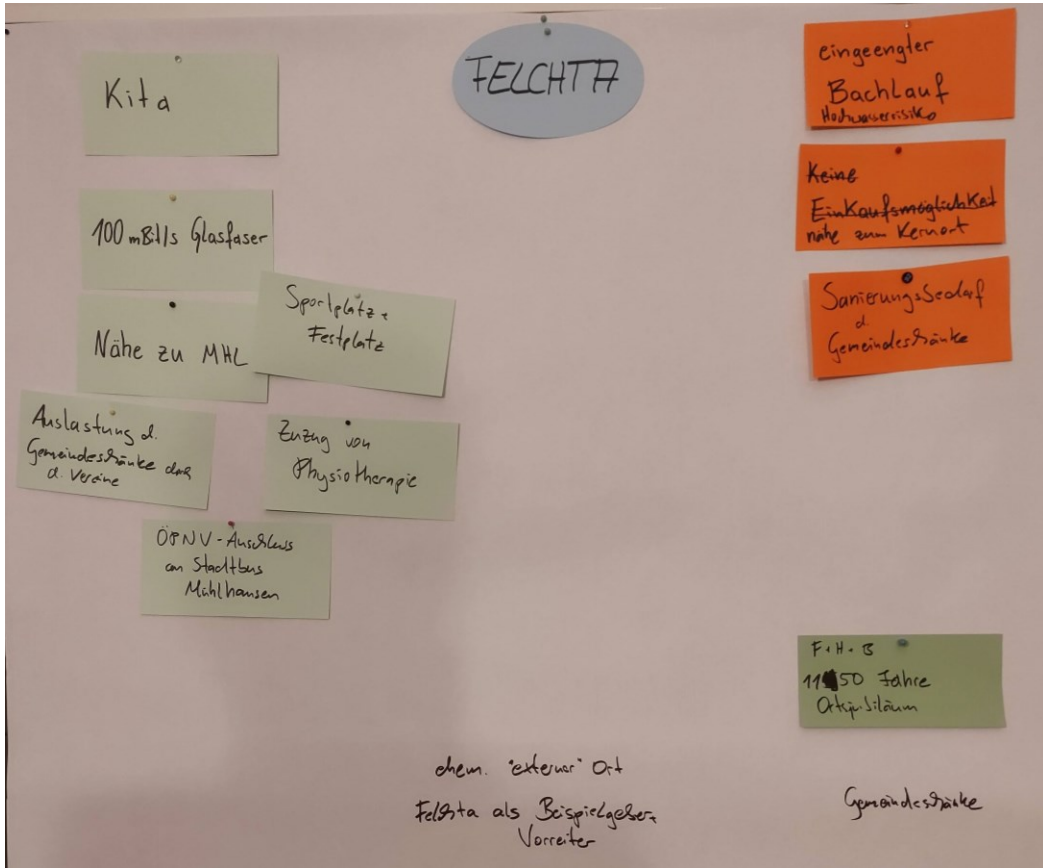 FELCHTA
Kita
100 mBit/s Glasfaser
Nähe zu MHL
Sportplatz +
Festplatz
Auslastung d.
Gemeindeschänke durch
d. Vereine
Zuzug von
Physiotherapie
ÖPNV-Anschluss
an Stadtbus
Mühlhausen
eingeengter
Bachlauf
Hochwasserrisiko
Keine
Einkaufsmöglichkeit
nähe zum Kernort
Sanierungsbedarf
d.
Gemeindeschänke
F + H + B
1150 Jahre
Ortsjubiläum
ehem. "externer" Ort
Felchta als Beispielgeber +
Vorreiter
Gemeindeschänke